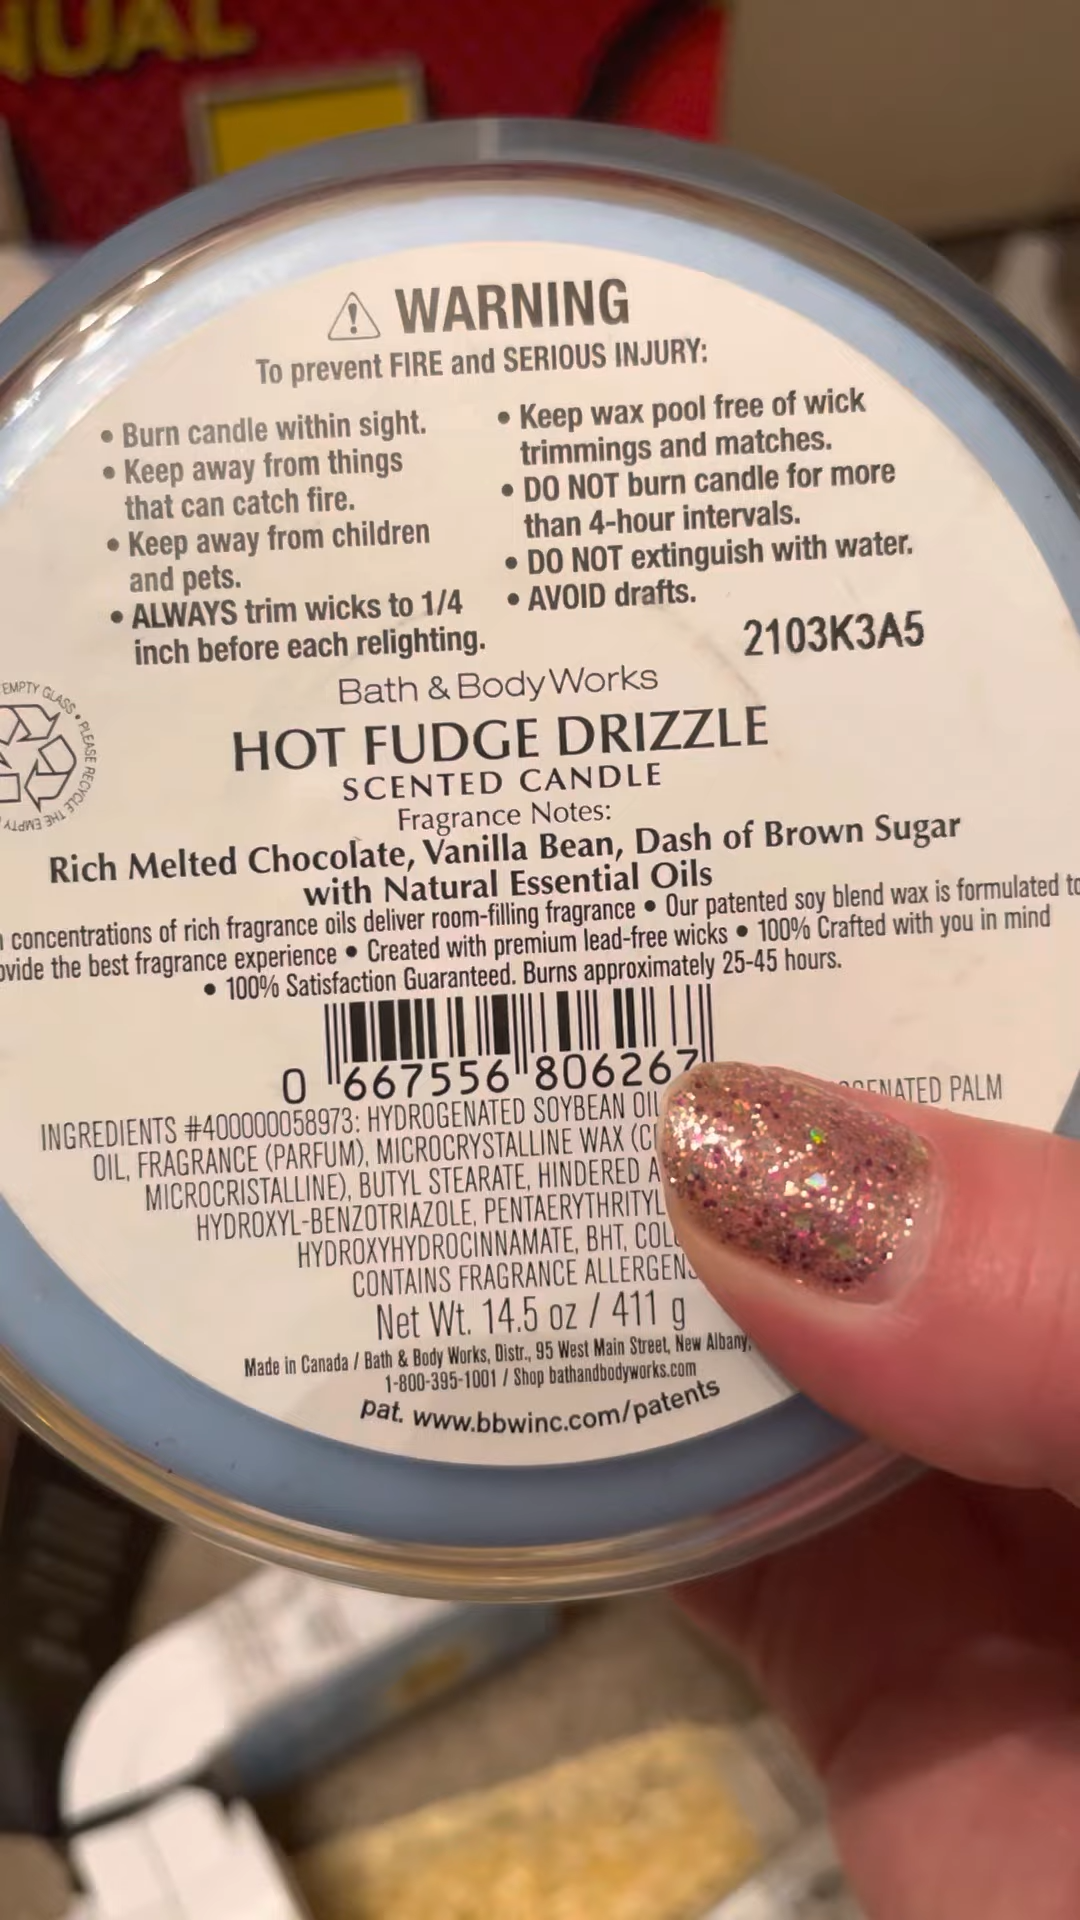 NUAL
WARNING
To prevent FIRE and SERIOUS INJURY:
• Burn candle within sight.
• Keep away from things
that can catch fire.
• Keep away from children
and pets.
• ALWAYS trim wicks to 1/4
inch before each relighting.
• Keep wax pool free of wick
trimmings and matches.
• DO NOT burn candle for more
than 4-hour intervals.
• DO NOT extinguish with water.
• AVOID drafts.
2103K3A5
EMPTY GLASS • PLEASE RECYCLE THE EMPTY
Bath & Body Works
HOT FUDGE DRIZZLE
SCENTED CANDLE
Fragrance Notes:
Rich Melted Chocolate, Vanilla Bean, Dash of Brown Sugar
with Natural Essential Oils
concentrations of rich fragrance oils deliver room-filling fragrance • Our patented soy blend wax is formulated to
ovide the best fragrance experience • Created with premium lead-free wicks • 100% Crafted with you in mind
• 100% Satisfaction Guaranteed. Burns approximately 25-45 hours.
0 667556 806267
INGREDIENTS #400000058973: HYDROGENATED SOYBEAN OIL GENATED PALM
OIL, FRAGRANCE (PARFUM), MICROCRYSTALLINE WAX (CI
MICROCRISTALLINE), BUTYL STEARATE, HINDERED A
HYDROXYL-BENZOTRIAZOLE, PENTAERYTHRITYL
HYDROXYHYDROCINNAMATE, BHT, COL
CONTAINS FRAGRANCE ALLERGENS
Net Wt. 14.5 oz / 411 g
Made in Canada / Bath & Body Works, Distr., 95 West Main Street, New Albany,
1-800-395-1001 / Shop bathandbodyworks.com
pat. www.bbwinc.com/patents